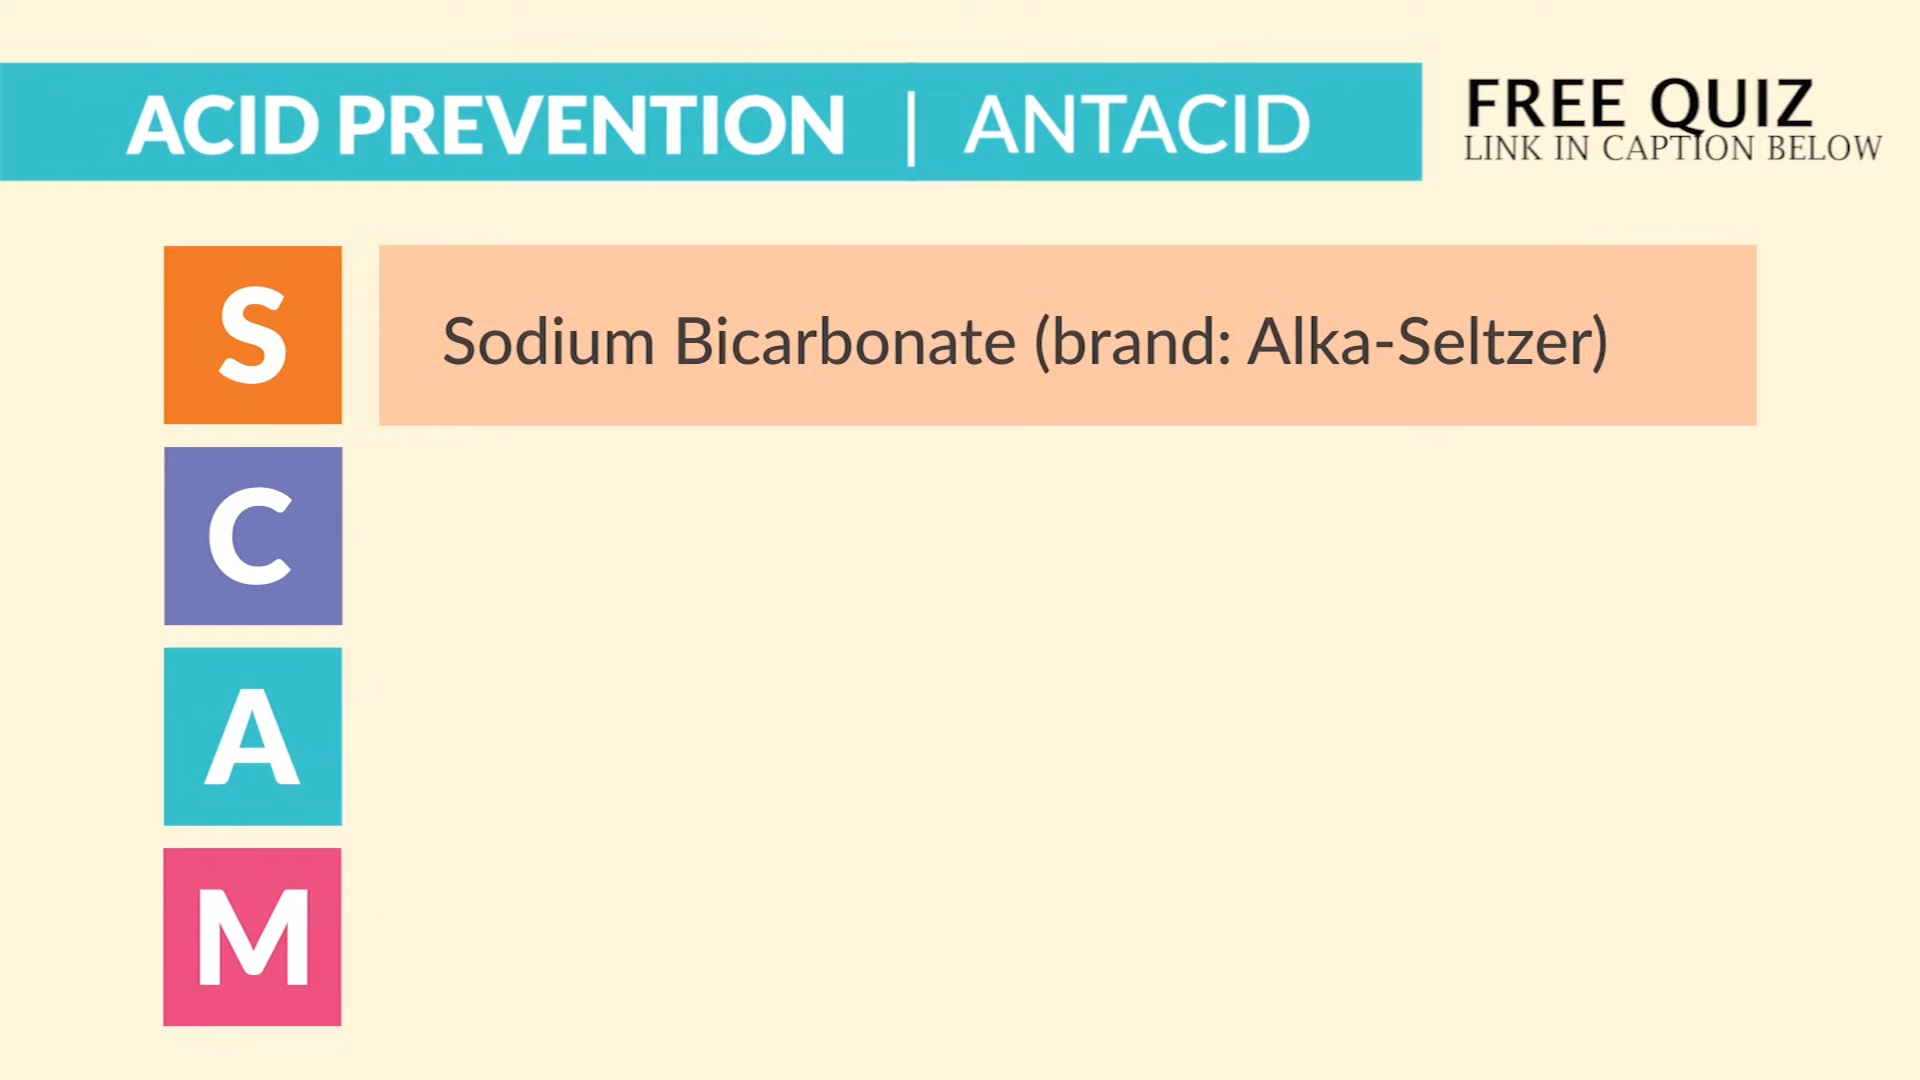 ACID PREVENTION | ANTACID
FREE QUIZ
LINK IN CAPTION BELOW
S
Sodium Bicarbonate (brand: Alka-Seltzer)
C
A
M